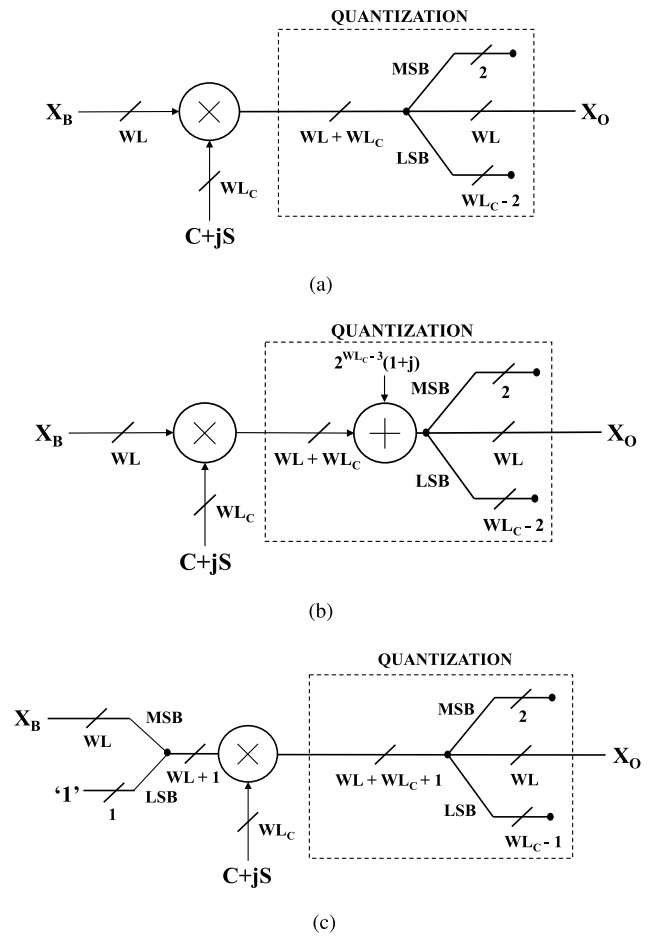 QUANTIZATION
MSB
2
X_B
WL
WL + WL_C
WL
X_O
LSB
WL_C
WL_C - 2
C+jS
(a)
QUANTIZATION
2^{WL_C-3}(1+j)
MSB
2
X_B
WL
WL + WL_C
WL
X_O
LSB
WL_C
WL_C - 2
C+jS
(b)
QUANTIZATION
MSB
2
X_B
WL
MSB
WL + 1
WL + WL_C + 1
WL
X_O
‘1’
1
LSB
LSB
WL_C
WL_C - 1
C+jS
(c)